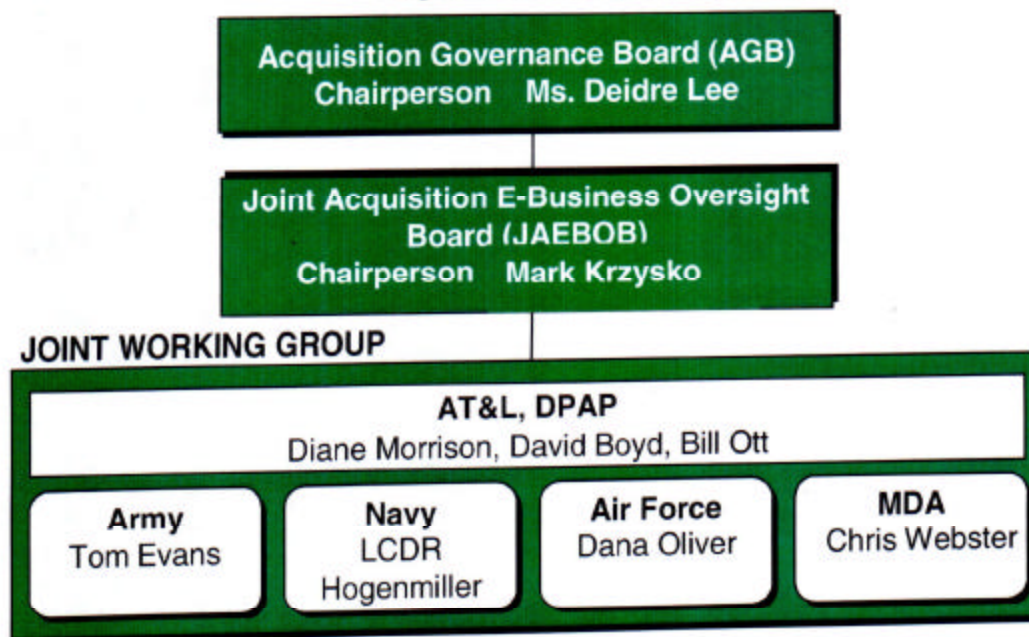 Acquisition Governance Board (AGB)
Chairperson Ms. Deidre Lee
Joint Acquisition E-Business Oversight
Board (JAEBOB)
Chairperson Mark Krzysko
JOINT WORKING GROUP
AT&L, DPAP
Diane Morrison, David Boyd, Bill Ott
Army
Tom Evans
Navy
LCDR
Hogenmiller
Air Force
Dana Oliver
MDA
Chris Webster